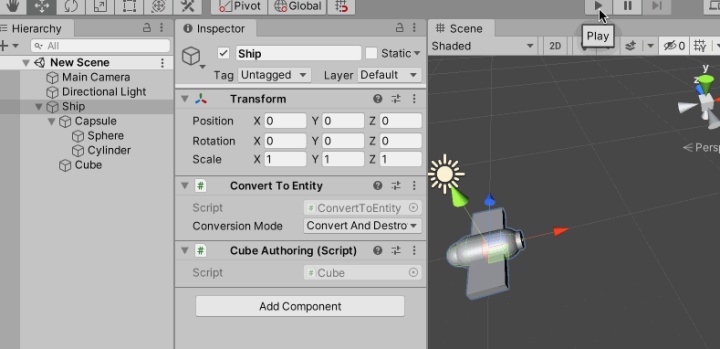 Pivot Global
Hierarchy
All
New Scene
Main Camera
Directional Light
Ship
Capsule
Sphere
Cylinder
Cube
Inspector
Ship Static
Tag Untagged Layer Default
Transform
Position X 0 Y 0 Z 0
Rotation X 0 Y 0 Z 0
Scale X 1 Y 1 Z 1
Convert To Entity
Script ConvertToEntity
Conversion Mode Convert And Destro
Cube Authoring (Script)
Script Cube
Add Component
Play
Scene
Shaded 2D 0
y
z
Persp